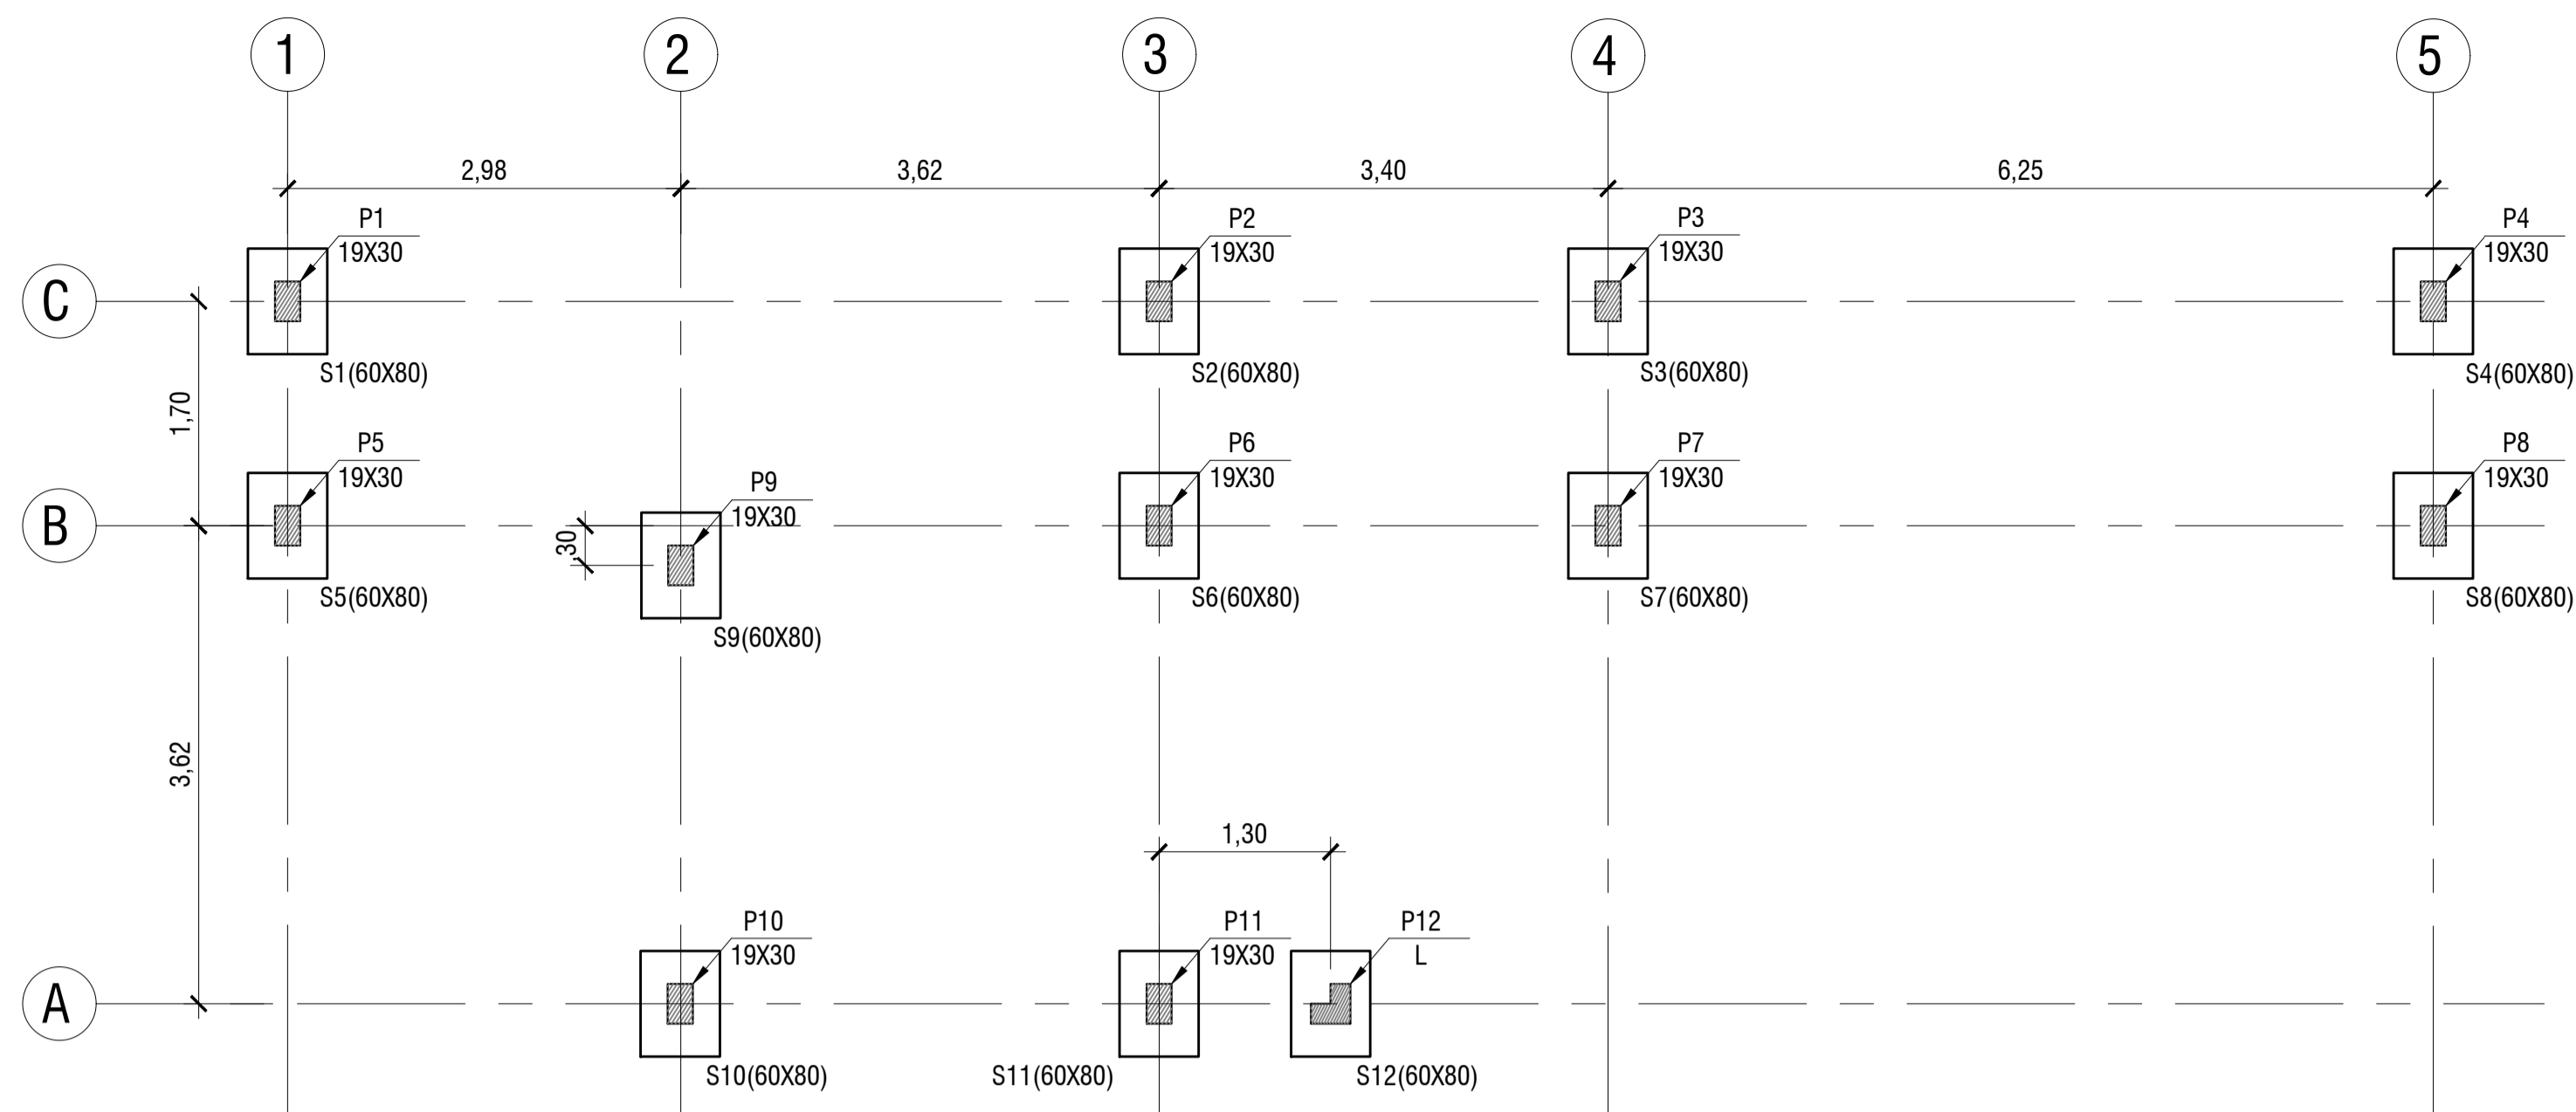 1
2
3
4
5
2,98
3,62
3,40
6,25
P1
19X30
P2
19X30
P3
19X30
P4
19X30
C
S1(60X80)
S2(60X80)
S3(60X80)
S4(60X80)
1,70
P5
19X30
P9
19X30
P6
19X30
P7
19X30
P8
19X30
B
,30
S5(60X80)
S9(60X80)
S6(60X80)
S7(60X80)
S8(60X80)
3,62
1,30
P10
19X30
P11
19X30
P12
L
A
S10(60X80)
S11(60X80)
S12(60X80)